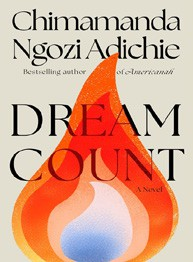 Chimamanda
Ngozi Adichie
Bestselling author of Americanah
DREAM
COUNT
A Novel